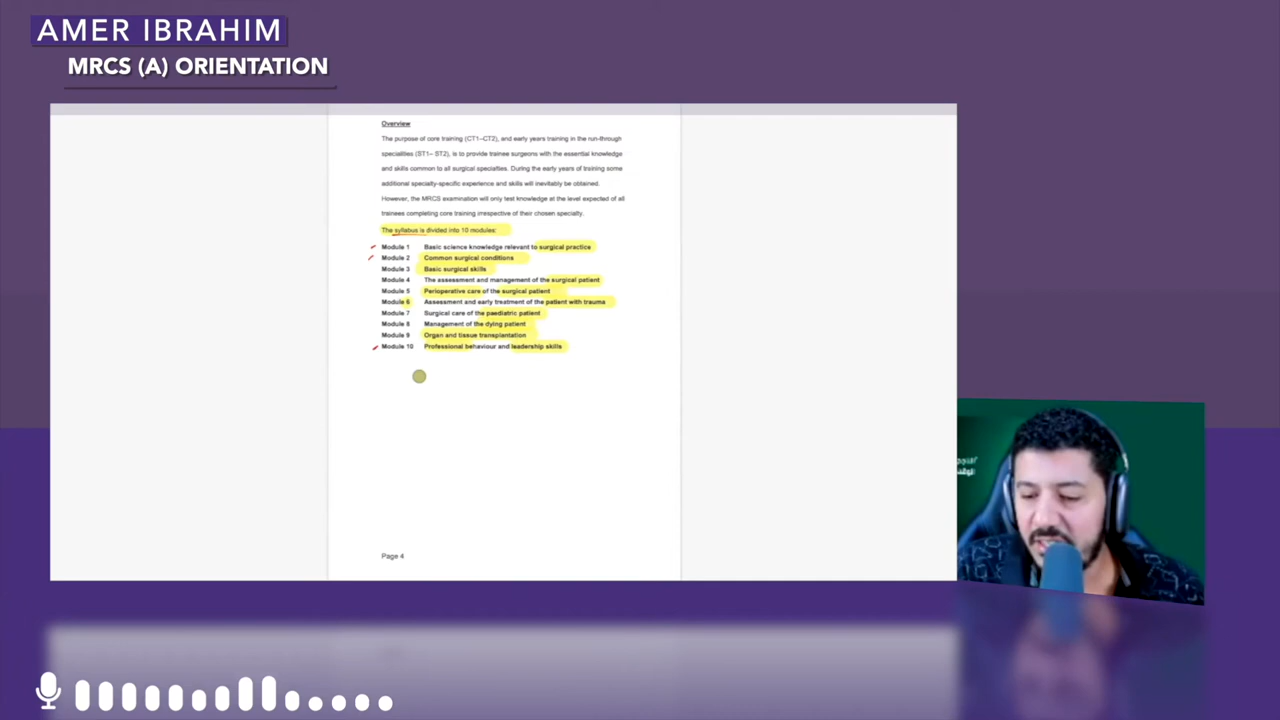 AMER IBRAHIM
MRCS (A) ORIENTATION
Overview
The purpose of core training (CT1–CT2), and early years training in the run-through
specialities (ST1– ST2), is to provide trainee surgeons with the essential knowledge
and skills common to all surgical specialties. During the early years of training some
additional specialty-specific experience and skills will inevitably be obtained.
However, the MRCS examination will only test knowledge at the level expected of all
trainees completing core training irrespective of their chosen specialty.
The syllabus is divided into 10 modules:
Module 1 Basic science knowledge relevant to surgical practice
Module 2 Common surgical conditions
Module 3 Basic surgical skills
Module 4 The assessment and management of the surgical patient
Module 5 Perioperative care of the surgical patient
Module 6 Assessment and early treatment of the patient with trauma
Module 7 Surgical care of the paediatric patient
Module 8 Management of the dying patient
Module 9 Organ and tissue transplantation
Module 10 Professional behaviour and leadership skills
Page 4